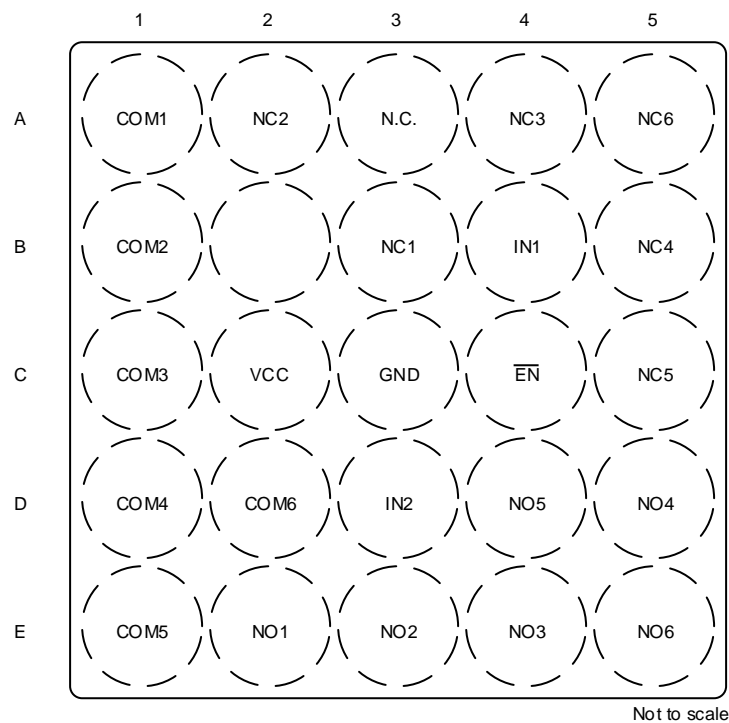 1 2 3 4 5
A COM1 NC2 N.C. NC3 NC6
B COM2 NC1 IN1 NC4
C COM3 VCC GND E̅N̅ NC5
D COM4 COM6 IN2 NO5 NO4
E COM5 NO1 NO2 NO3 NO6
Not to scale